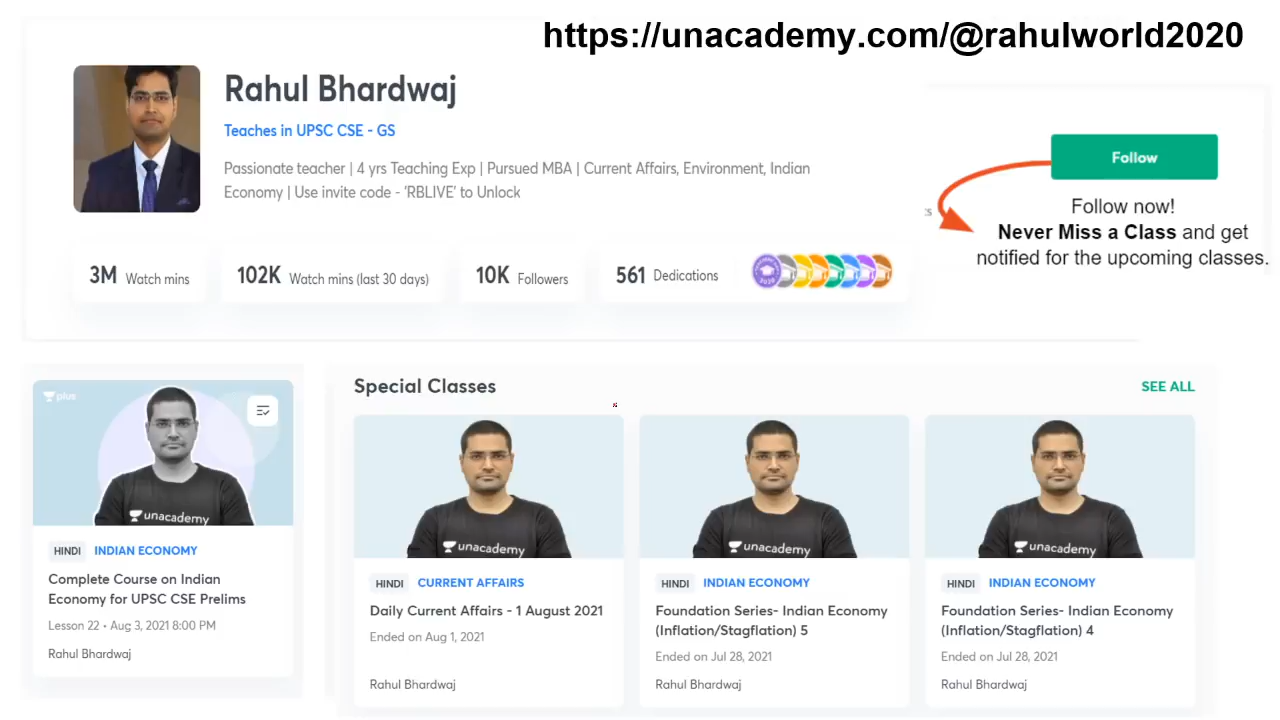 https://unacademy.com/@rahulworld2020
Rahul Bhardwaj
Teaches in UPSC CSE - GS
Passionate teacher | 4 yrs Teaching Exp | Pursued MBA | Current Affairs, Environment, Indian
Economy | Use invite code - 'RBLIVE' to Unlock
3M Watch mins
102K Watch mins (last 30 days)
10K Followers
561 Dedications
Follow
Follow now!
Never Miss a Class and get
notified for the upcoming classes.
plus
unacademy
HINDI INDIAN ECONOMY
Complete Course on Indian
Economy for UPSC CSE Prelims
Lesson 22 • Aug 3, 2021 8:00 PM
Rahul Bhardwaj
Special Classes
SEE ALL
unacademy
HINDI CURRENT AFFAIRS
Daily Current Affairs - 1 August 2021
Ended on Aug 1, 2021
Rahul Bhardwaj
unacademy
HINDI INDIAN ECONOMY
Foundation Series- Indian Economy
(Inflation/Stagflation) 5
Ended on Jul 28, 2021
Rahul Bhardwaj
unacademy
HINDI INDIAN ECONOMY
Foundation Series- Indian Economy
(Inflation/Stagflation) 4
Ended on Jul 28, 2021
Rahul Bhardwaj